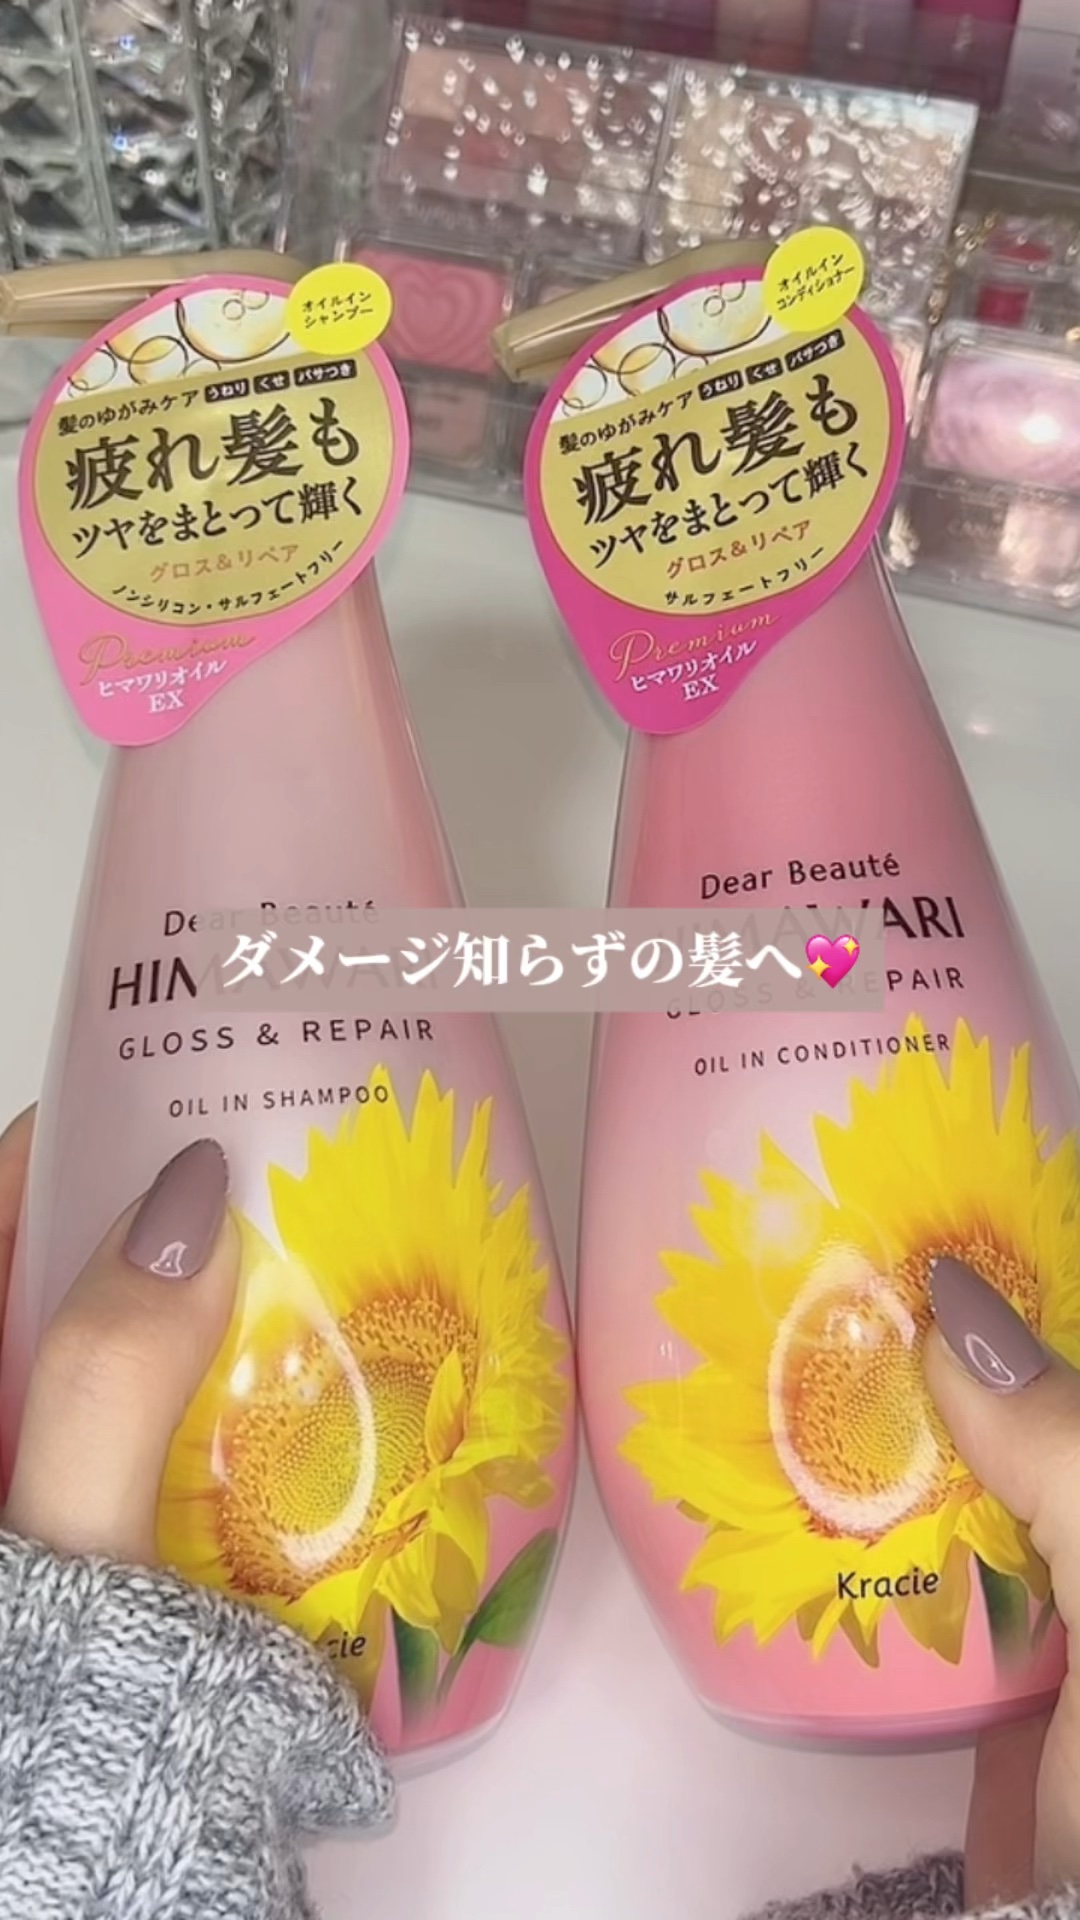 オイルイン
シャンプー
髪のゆがみケア うねり くせ パサつき
疲れ髪も
ツヤをまとって輝く
グロス&リペア
ノンシリコン・サルフェートフリー
Premium
ヒマワリオイル
EX
オイルイン
コンディショナー
髪のゆがみケア うねり くせ パサつき
疲れ髪も
ツヤをまとって輝く
グロス&リペア
サルフェートフリー
Premium
ヒマワリオイル
EX
Dear Beauté
HIMAWARI
GLOSS & REPAIR
OIL IN SHAMPOO
Dear Beauté
HIMAWARI
GLOSS & REPAIR
OIL IN CONDITIONER
ダメージ知らずの髪へ💖
cie
Kracie